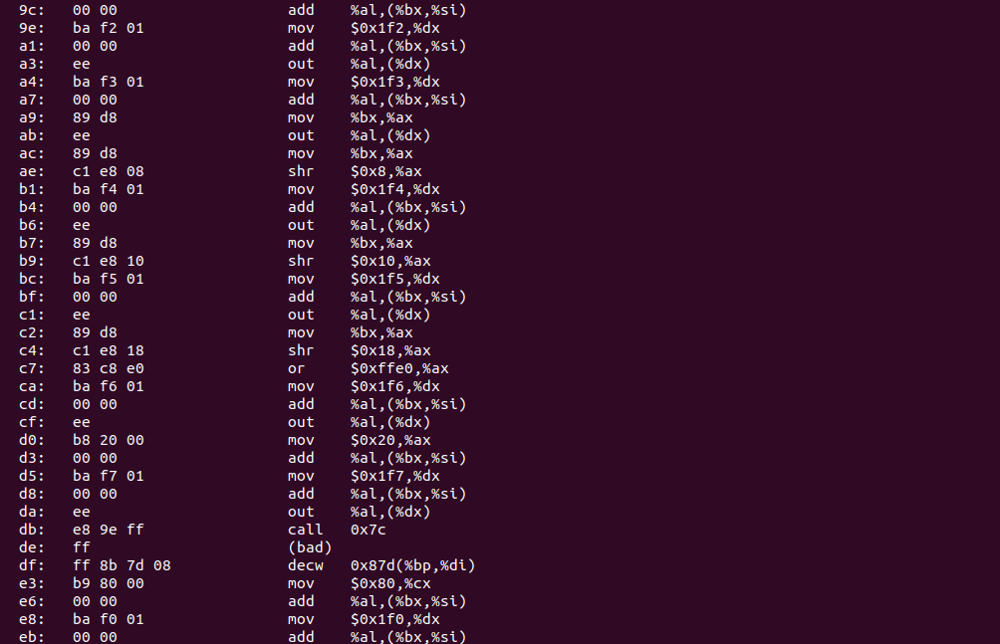 9c: 00 00 add %al,(%bx,%si)
9e: ba f2 01 mov $0x1f2,%dx
a1: 00 00 add %al,(%bx,%si)
a3: ee out %al,(%dx)
a4: ba f3 01 mov $0x1f3,%dx
a7: 00 00 add %al,(%bx,%si)
a9: 89 d8 mov %bx,%ax
ab: ee out %al,(%dx)
ac: 89 d8 mov %bx,%ax
ae: c1 e8 08 shr $0x8,%ax
b1: ba f4 01 mov $0x1f4,%dx
b4: 00 00 add %al,(%bx,%si)
b6: ee out %al,(%dx)
b7: 89 d8 mov %bx,%ax
b9: c1 e8 10 shr $0x10,%ax
bc: ba f5 01 mov $0x1f5,%dx
bf: 00 00 add %al,(%bx,%si)
c1: ee out %al,(%dx)
c2: 89 d8 mov %bx,%ax
c4: c1 e8 18 shr $0x18,%ax
c7: 83 c8 e0 or $0xffe0,%ax
ca: ba f6 01 mov $0x1f6,%dx
cd: 00 00 add %al,(%bx,%si)
cf: ee out %al,(%dx)
d0: b8 20 00 mov $0x20,%ax
d3: 00 00 add %al,(%bx,%si)
d5: ba f7 01 mov $0x1f7,%dx
d8: 00 00 add %al,(%bx,%si)
da: ee out %al,(%dx)
db: e8 9e ff call 0x7c
de: ff (bad)
df: ff 8b 7d 08 decw 0x87d(%bp,%di)
e3: b9 80 00 mov $0x80,%cx
e6: 00 00 add %al,(%bx,%si)
e8: ba f0 01 mov $0x1f0,%dx
eb: 00 00 add %al,(%bx,%si)